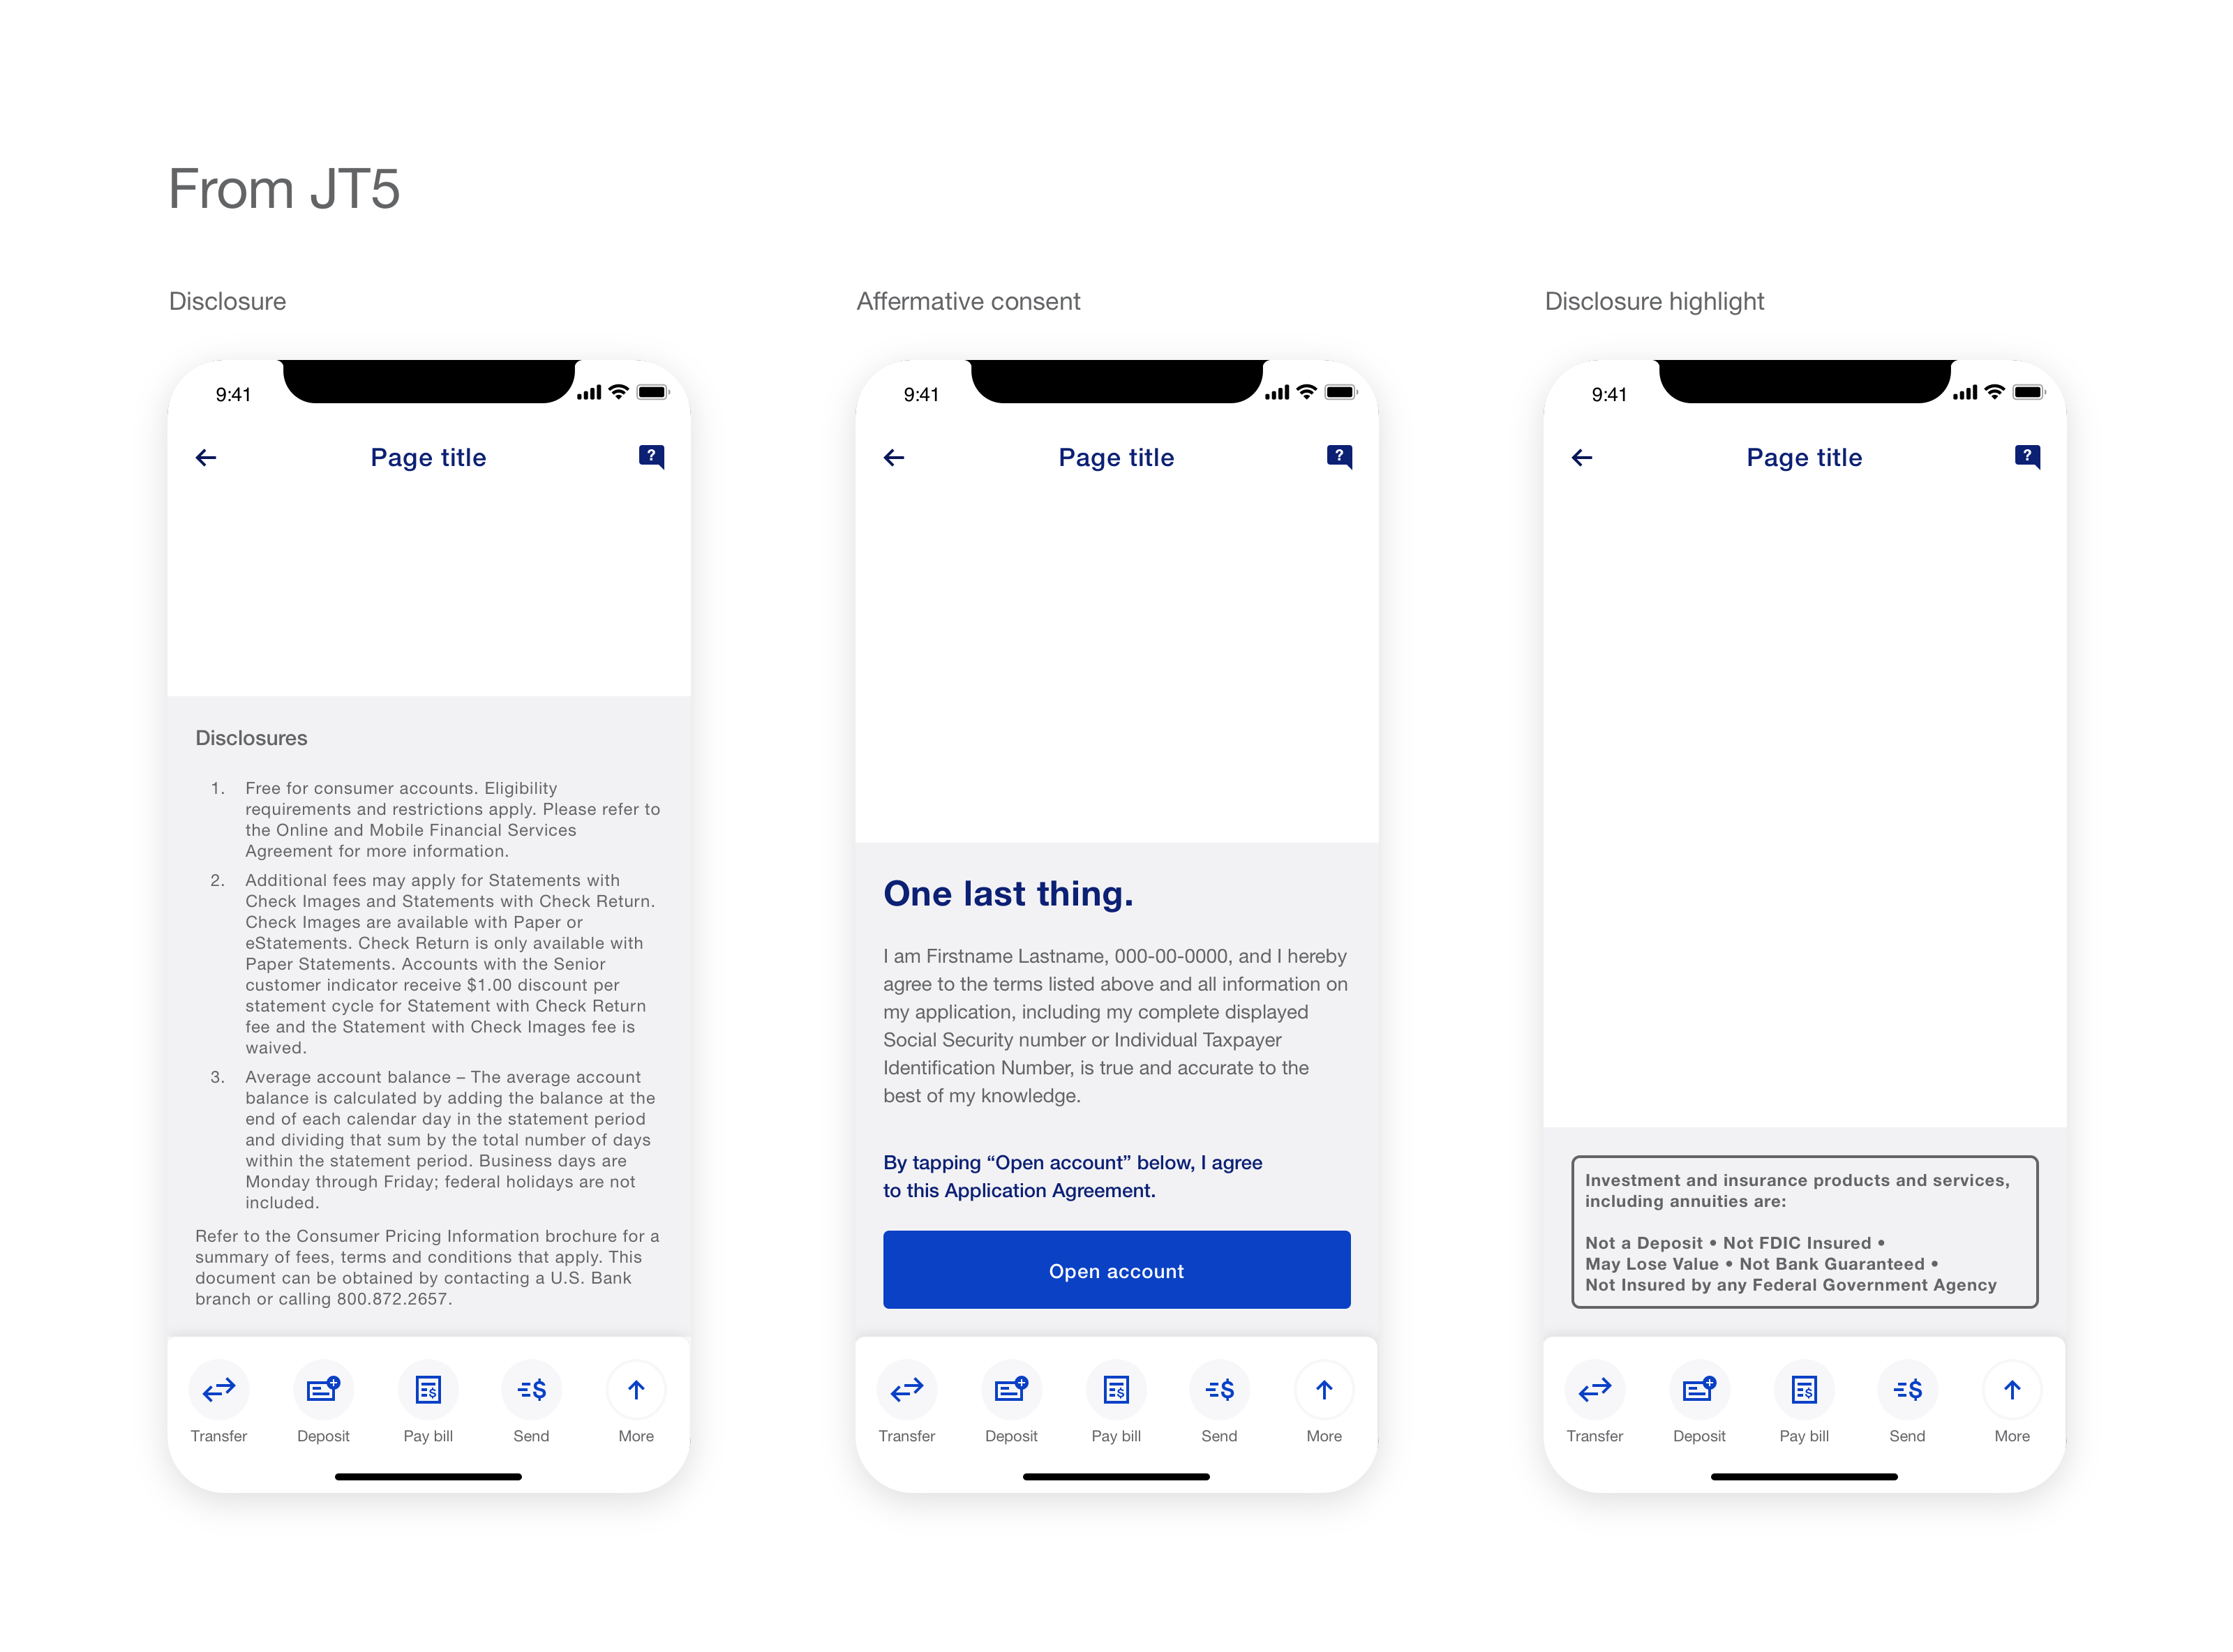 From JT5
Disclosure
9:41
Page title
?
Disclosures
1. Free for consumer accounts. Eligibility
requirements and restrictions apply. Please refer to
the Online and Mobile Financial Services
Agreement for more information.
2. Additional fees may apply for Statements with
Check Images and Statements with Check Return.
Check Images are available with Paper or
eStatements. Check Return is only available with
Paper Statements. Accounts with the Senior
customer indicator receive $1.00 discount per
statement cycle for Statement with Check Return
fee and the Statement with Check Images fee is
waived.
3. Average account balance – The average account
balance is calculated by adding the balance at the
end of each calendar day in the statement period
and dividing that sum by the total number of days
within the statement period. Business days are
Monday through Friday; federal holidays are not
included.
Refer to the Consumer Pricing Information brochure for a
summary of fees, terms and conditions that apply. This
document can be obtained by contacting a U.S. Bank
branch or calling 800.872.2657.
Transfer Deposit Pay bill Send More
Affermative consent
9:41
Page title
?
One last thing.
I am Firstname Lastname, 000-00-0000, and I hereby
agree to the terms listed above and all information on
my application, including my complete displayed
Social Security number or Individual Taxpayer
Identification Number, is true and accurate to the
best of my knowledge.
By tapping “Open account” below, I agree
to this Application Agreement.
Open account
Transfer Deposit Pay bill Send More
Disclosure highlight
9:41
Page title
?
Investment and insurance products and services,
including annuities are:
Not a Deposit • Not FDIC Insured •
May Lose Value • Not Bank Guaranteed •
Not Insured by any Federal Government Agency
Transfer Deposit Pay bill Send More